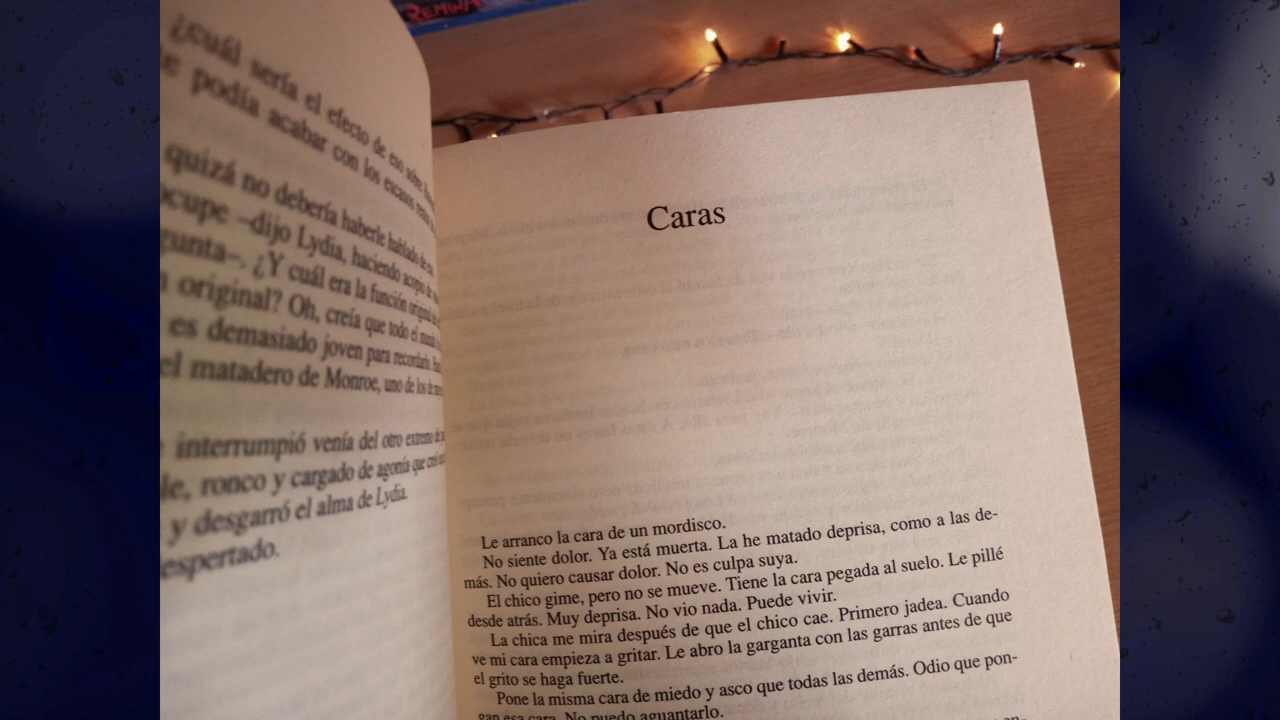 REMINA
¿cuál sería el efecto de eso sobre
podía acabar con los escasos
quizá no debería haberle hablado de
cupe –dijo Lydia, haciendo acopio de
gunta–. ¿Y cuál era la función original
original? Oh, creía que todo el mundo
es demasiado joven para recordarlo.
el matadero de Monroe, uno de los de
interrumpió venía del otro extremo
le, ronco y cargado de agonía que
y desgarró el alma de Lydia.
espertado.
Caras
Le arranco la cara de un mordisco.
No siente dolor. Ya está muerta. La he matado deprisa, como a las de-
más. No quiero causar dolor. No es culpa suya.
El chico gime, pero no se mueve. Tiene la cara pegada al suelo. Le pillé
desde atrás. Muy deprisa. No vio nada. Puede vivir.
La chica me mira después de que el chico cae. Primero jadea. Cuando
ve mi cara empieza a gritar. Le abro la garganta con las garras antes de que
el grito se haga fuerte.
Pone la misma cara de miedo y asco que todas las demás. Odio que pon-
gan esa cara. No puedo aguantarlo.